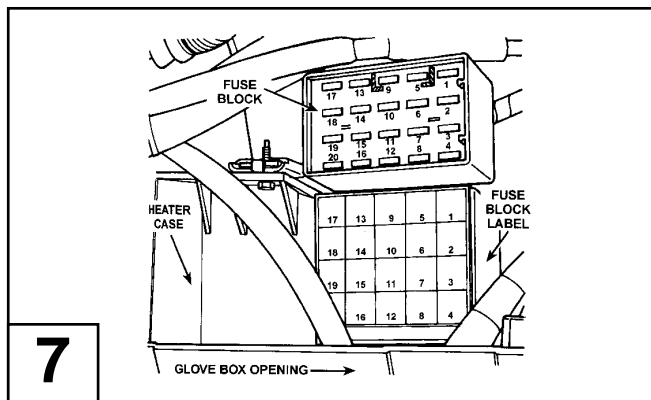 FUSE
BLOCK
17 13 9 5 1
18 14 10 6 2
19 15 11 7 3
20 16 12 8 4
HEATER
CASE
FUSE
BLOCK
LABEL
17 13 9 5 1
18 14 10 6 2
19 15 11 7 3
16 12 8 4
7
GLOVE BOX OPENING